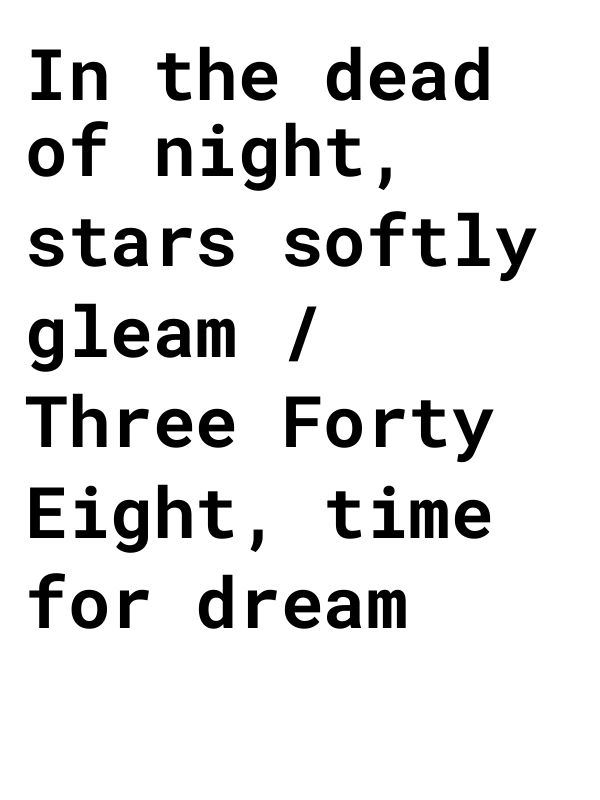 In the dead
of night,
stars softly
gleam /
Three Forty
Eight, time
for dream